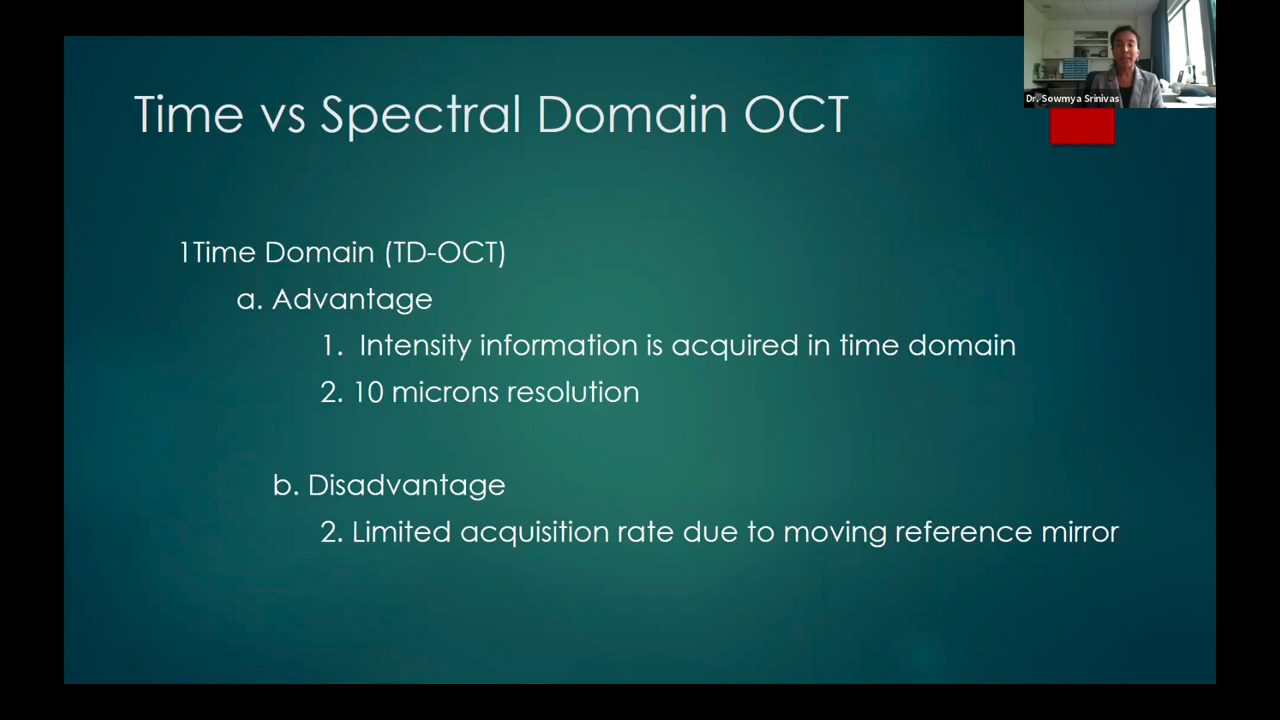 Dr. Sowmya Srinivas
Time vs Spectral Domain OCT
1Time Domain (TD-OCT)
a. Advantage
1. Intensity information is acquired in time domain
2. 10 microns resolution
b. Disadvantage
2. Limited acquisition rate due to moving reference mirror